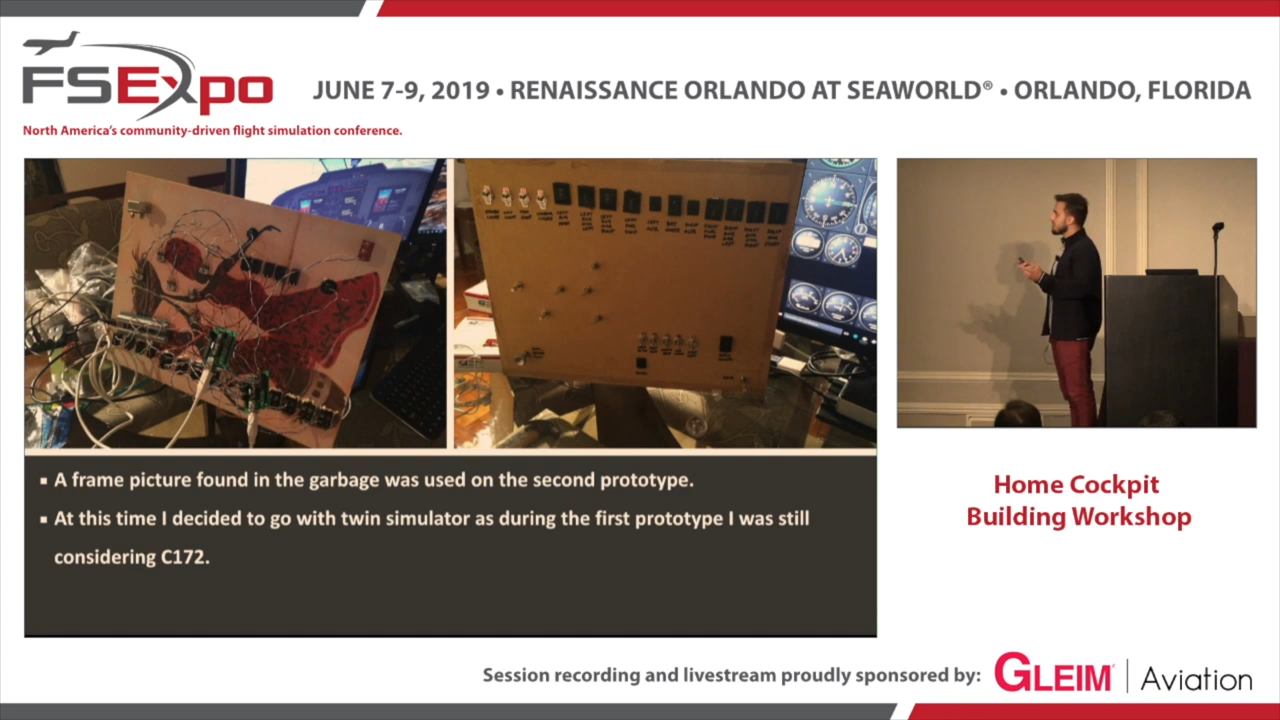 FSExpo
JUNE 7-9, 2019 • RENAISSANCE ORLANDO AT SEAWORLD® • ORLANDO, FLORIDA
North America's community-driven flight simulation conference.
▪ A frame picture found in the garbage was used on the second prototype.
▪ At this time I decided to go with twin simulator as during the first prototype I was still
considering C172.
Home Cockpit
Building Workshop
Session recording and livestream proudly sponsored by:
GLEIM® | Aviation